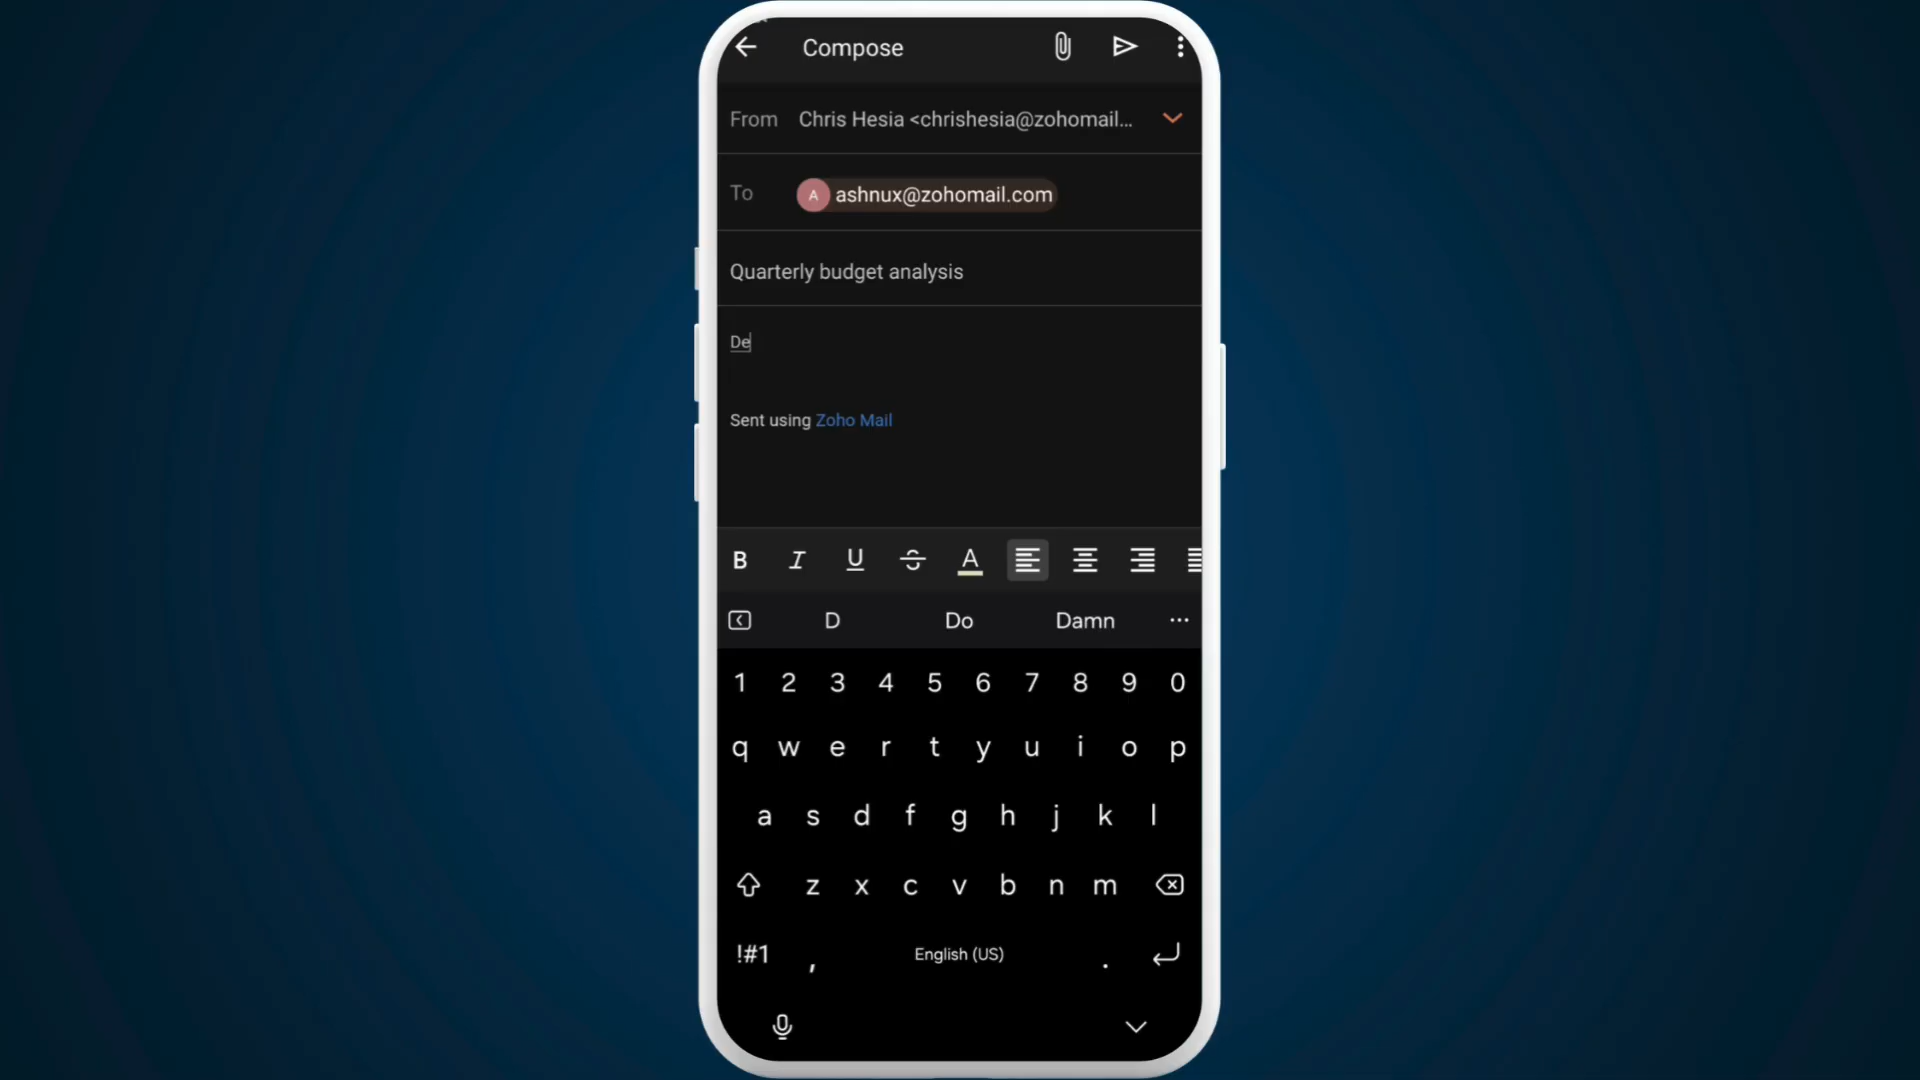 Compose
From Chris Hesia <chrishesia@zohomail...
To A ashnux@zohomail.com
Quarterly budget analysis
De
Sent using Zoho Mail
B I U S A
D Do Damn ...
1 2 3 4 5 6 7 8 9 0
q w e r t y u i o p
a s d f g h j k l
z x c v b n m
!#1 , English (US) .